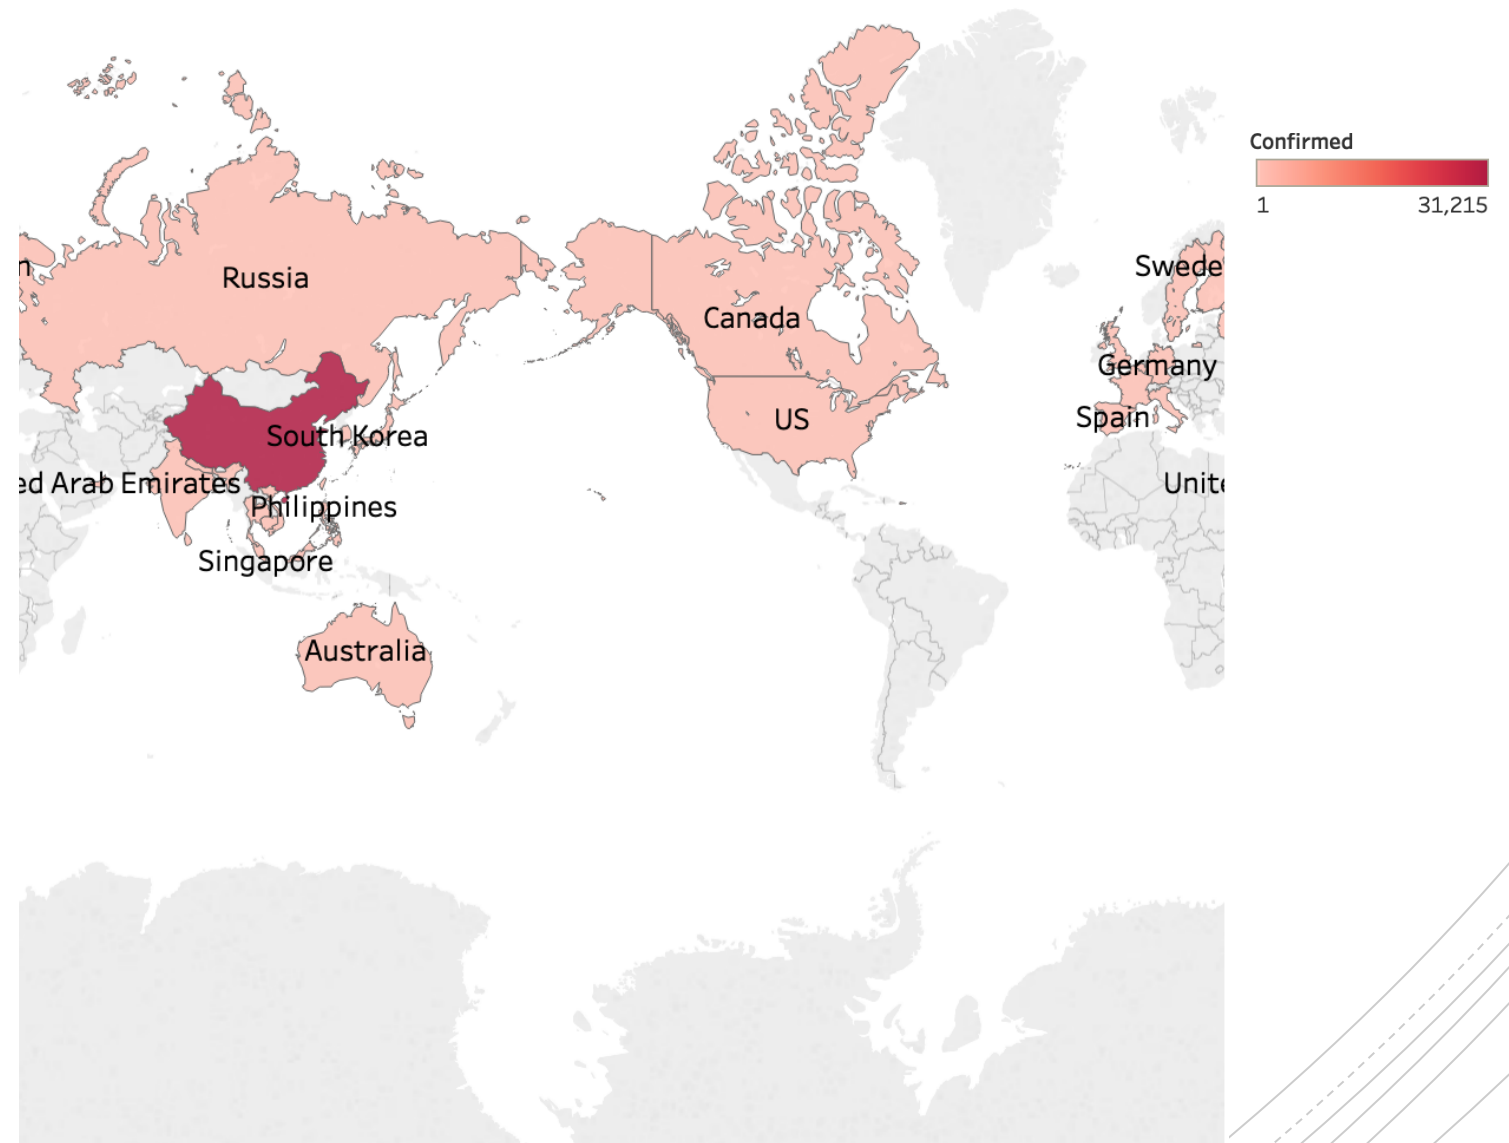 Confirmed
1 31,215
n
Russia
Canada
Swede
Germany
US
Spain
South Korea
ed Arab Emirates
Unite
Philippines
Singapore
Australia